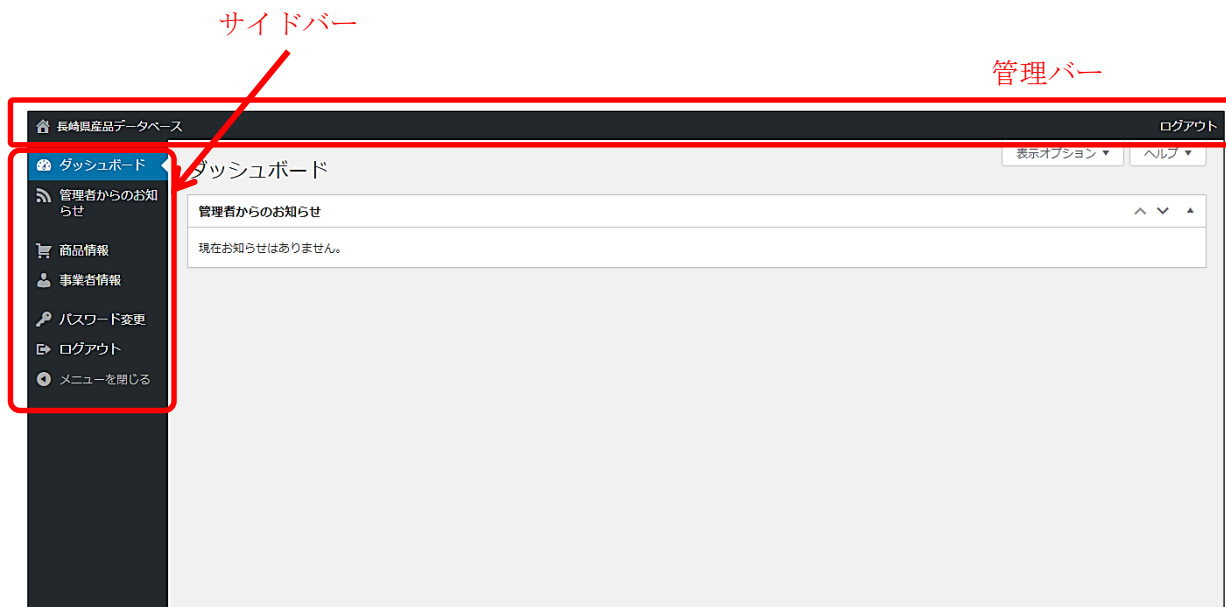 サイドバー
管理バー
長崎県産品データベース
ログアウト
ダッシュボード
管理者からのお知
らせ
商品情報
事業者情報
パスワード変更
ログアウト
メニューを閉じる
表示オプション ▼
ヘルプ ▼
ダッシュボード
管理者からのお知らせ
現在お知らせはありません。